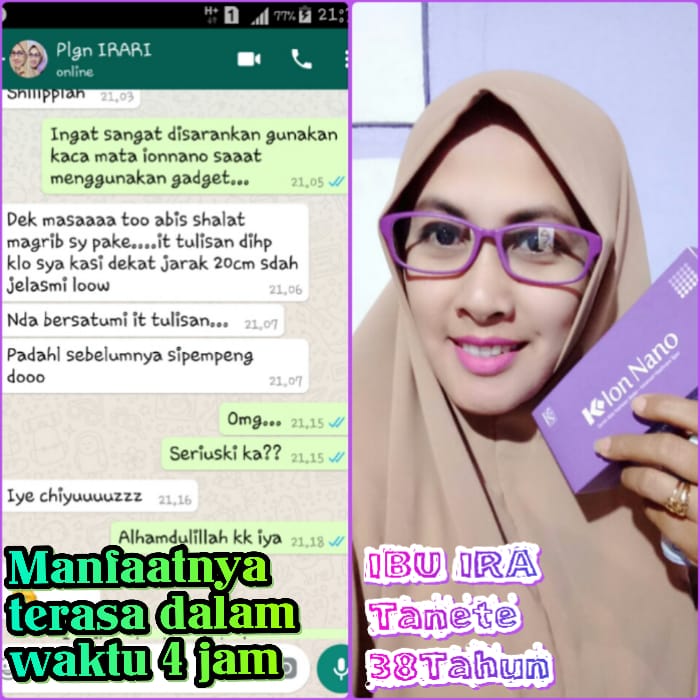 H+
1
77%
21:
Plgn IRARI
online
21,03
Ingat sangat disarankan gunakan
kaca mata ionnano saaat
menggunakan gadget...
21,05
Dek masaaaa too abis shalat
magrib sy pake....it tulisan dihp
klo sya kasi dekat jarak 20cm sdah
jelasmi loow
21,06
Nda bersatumi it tulisan...
21,07
Padahl sebelumnya sipempeng
dooo
21,07
Omg...
21,15
Seriuski ka??
21,15
Iye chiyuuuuzzz
21,16
Alhamdulillah kk iya
21,18
Manfaatnya
terasa dalam
waktu 4 jam
K-Ion Nano
IBU IRA
Tanete
38Tahun